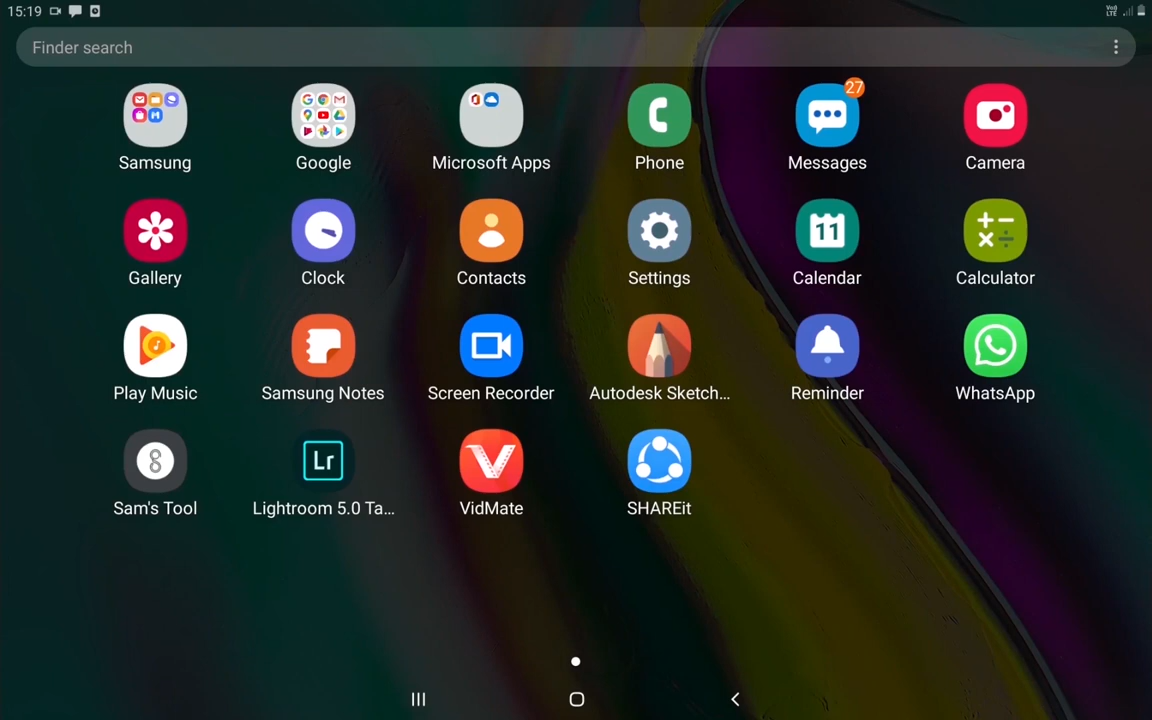 15:19
Vo8
LTE
Finder search
Samsung
Google
Microsoft Apps
Phone
27
Messages
Camera
Gallery
Clock
Contacts
Settings
11
Calendar
Calculator
Play Music
Samsung Notes
Screen Recorder
Autodesk Sketch...
Reminder
WhatsApp
Sam's Tool
Lr
Lightroom 5.0 Ta...
VidMate
SHAREit